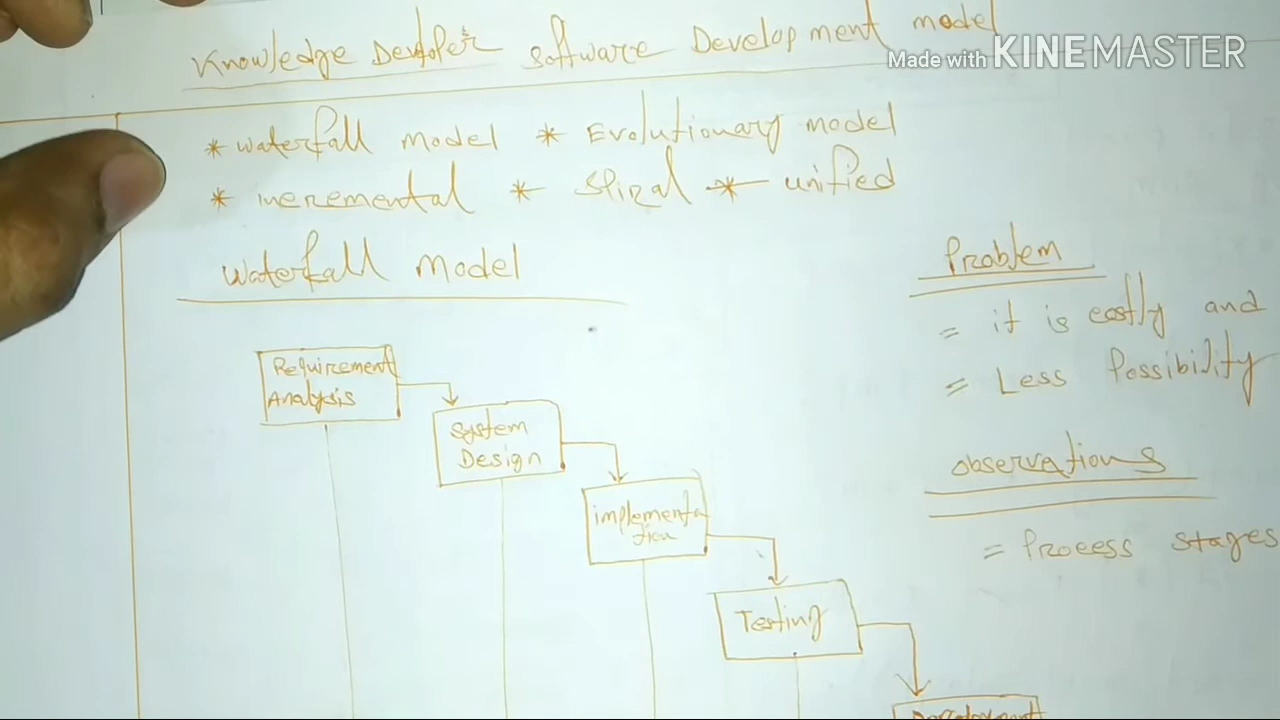 Knowledge Devloper Software Development model
Made with KINEMASTER
* waterfall model * Evolutionary model
* incremental * Spiral * unified
Waterfall Model
Problem
= it is costly and
= Less Possibility
Requirement
Analysis
System
Design
implementa
tion
observations
= Process stages
Testing